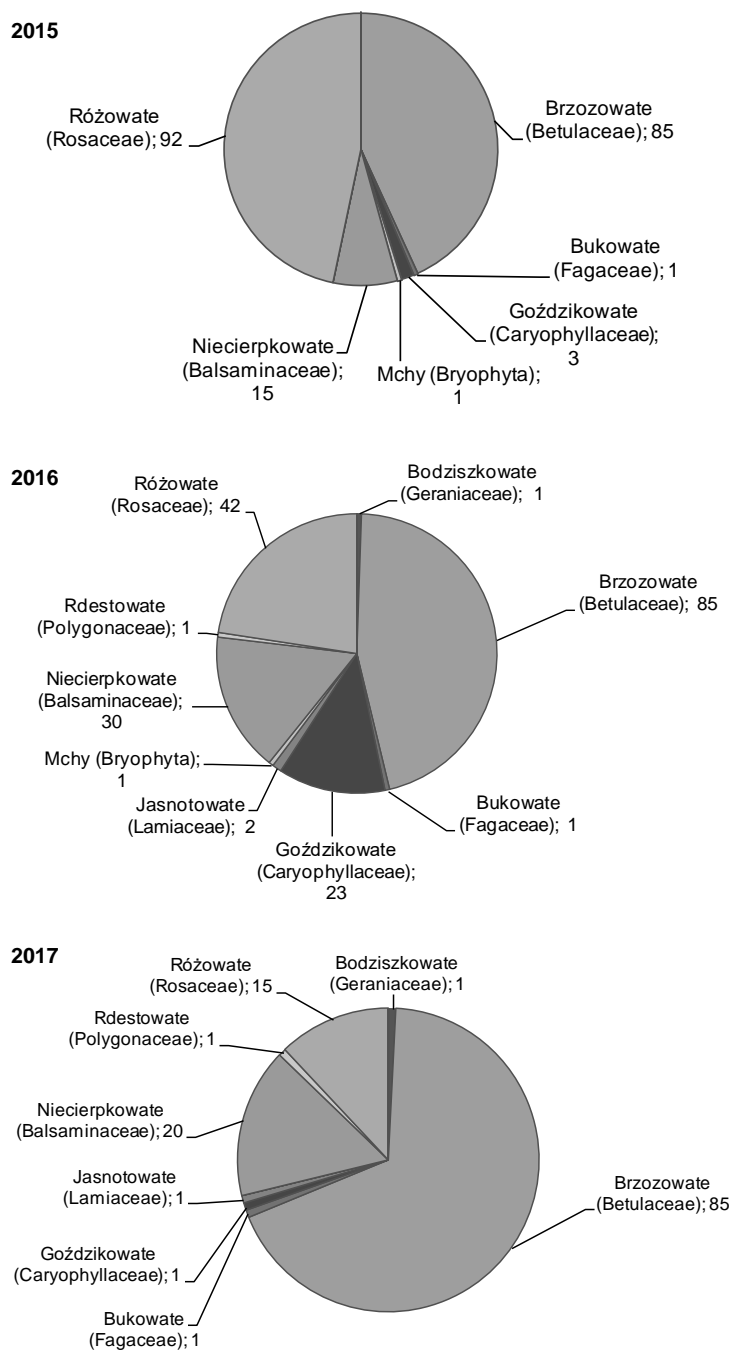 2015
Różowate
(Rosaceae); 92
Brzozowate
(Betulaceae); 85
Bukowate
(Fagaceae); 1
Goździkowate
(Caryophyllaceae);
3
Mchy (Bryophyta);
1
Niecierpkowate
(Balsaminaceae);
15
2016
Różowate
(Rosaceae); 42
Bodziszkowate
(Geraniaceae); 1
Brzozowate
(Betulaceae); 85
Rdestowate
(Polygonaceae); 1
Niecierpkowate
(Balsaminaceae);
30
Mchy (Bryophyta);
1
Jasnotowate
(Lamiaceae); 2
Goździkowate
(Caryophyllaceae);
23
Bukowate
(Fagaceae); 1
2017
Różowate
(Rosaceae); 15
Bodziszkowate
(Geraniaceae); 1
Rdestowate
(Polygonaceae); 1
Niecierpkowate
(Balsaminaceae); 20
Jasnotowate
(Lamiaceae); 1
Goździkowate
(Caryophyllaceae); 1
Bukowate
(Fagaceae); 1
Brzozowate
(Betulaceae); 85